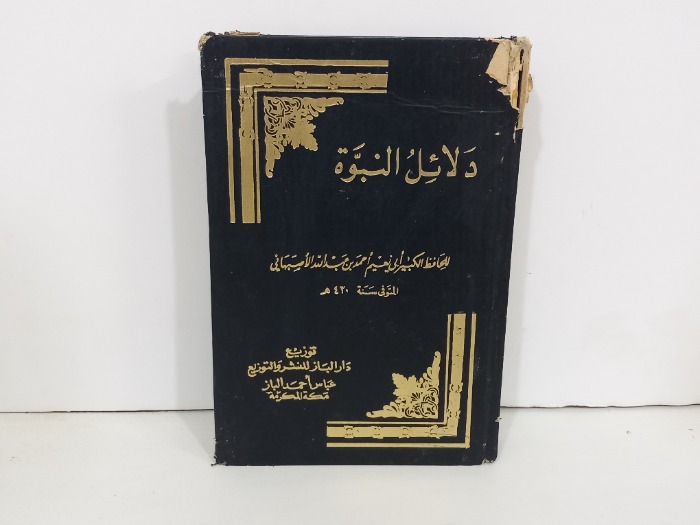 دلائل النبوّة
للحافظ الكبير أبي نعيم أحمد بن عبد الله الأصبهاني
المتوفى سنة ٤٣٠ هـ
توزيع
دار الباز للنشر والتوزيع
عباس أحمد الباز
مكة المكرمة